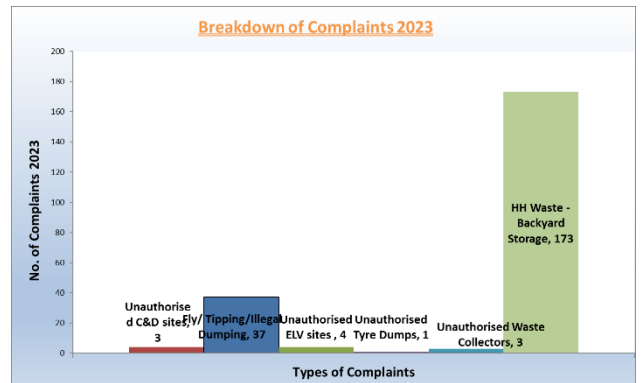 Breakdown of Complaints 2023
No. of Complaints 2023
200
180
160
140
120
100
80
60
40
20
0
Unauthorise
d C&D sites,
3
Fly/ Tipping/Illegal
Dumping, 37
Unauthorised
ELV sites , 4
Unauthorised
Tyre Dumps, 1
Unauthorised Waste
Collectors, 3
HH Waste -
Backyard
Storage, 173
Types of Complaints